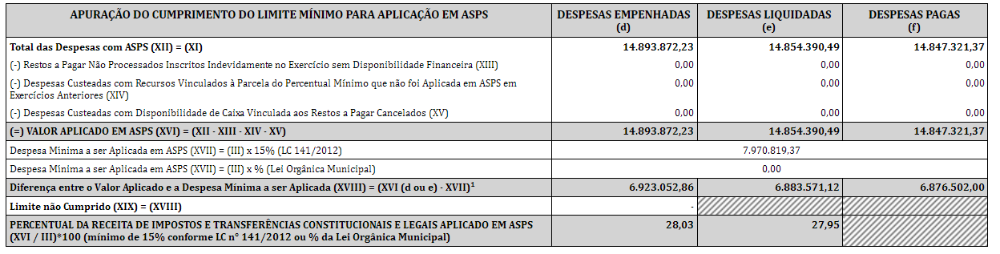 APURAÇÃO DO CUMPRIMENTO DO LIMITE MÍNIMO PARA APLICAÇÃO EM ASPS DESPESAS EMPENHADAS (d) DESPESAS LIQUIDADAS (e) DESPESAS PAGAS (f)
Total das Despesas com ASPS (XII) = (XI) 14.893.872,23 14.854.390,49 14.847.321,37
(-) Restos a Pagar Não Processados Inscritos Indevidamente no Exercício sem Disponibilidade Financeira (XIII) 0,00 0,00 0,00
(-) Despesas Custeadas com Recursos Vinculados à Parcela do Percentual Mínimo que não foi Aplicada em ASPS em 0,00 0,00 0,00
Exercícios Anteriores (XIV)
(-) Despesas Custeadas com Disponibilidade de Caixa Vinculada aos Restos a Pagar Cancelados (XV) 0,00 0,00 0,00
(=) VALOR APLICADO EM ASPS (XVI) = (XII - XIII - XIV - XV) 14.893.872,23 14.854.390,49 14.847.321,37
Despesa Mínima a ser Aplicada em ASPS (XVII) = (III) x 15% (LC 141/2012) 7.970.819,37
Despesa Mínima a ser Aplicada em ASPS (XVII) = (III) x % (Lei Orgânica Municipal) 0,00
Diferença entre o Valor Aplicado e a Despesa Mínima a ser Aplicada (XVIII) = (XVI (d ou e) - XVII)¹ 6.923.052,86 6.883.571,12 6.876.502,00
Limite não Cumprido (XIX) = (XVIII) -
PERCENTUAL DA RECEITA DE IMPOSTOS E TRANSFERÊNCIAS CONSTITUCIONAIS E LEGAIS APLICADO EM ASPS 28,03 27,95
(XVI / III)*100 (mínimo de 15% conforme LC n° 141/2012 ou % da Lei Orgânica Municipal)